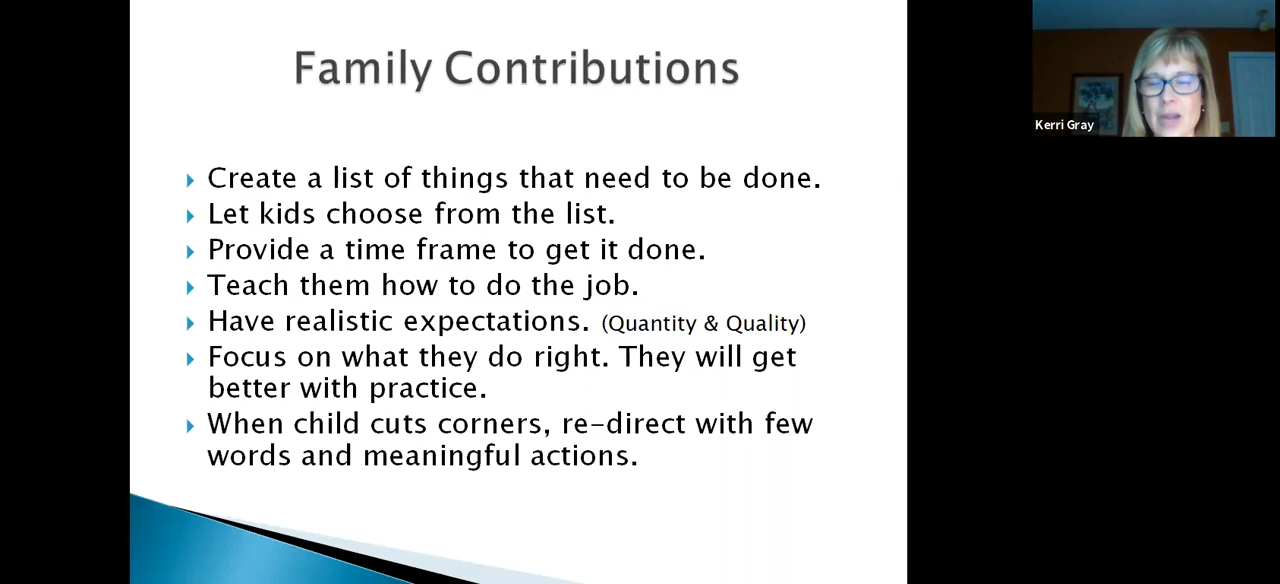 Family Contributions
Create a list of things that need to be done.
Let kids choose from the list.
Provide a time frame to get it done.
Teach them how to do the job.
Have realistic expectations. (Quantity & Quality)
Focus on what they do right. They will get
better with practice.
When child cuts corners, re-direct with few
words and meaningful actions.
Kerri Gray